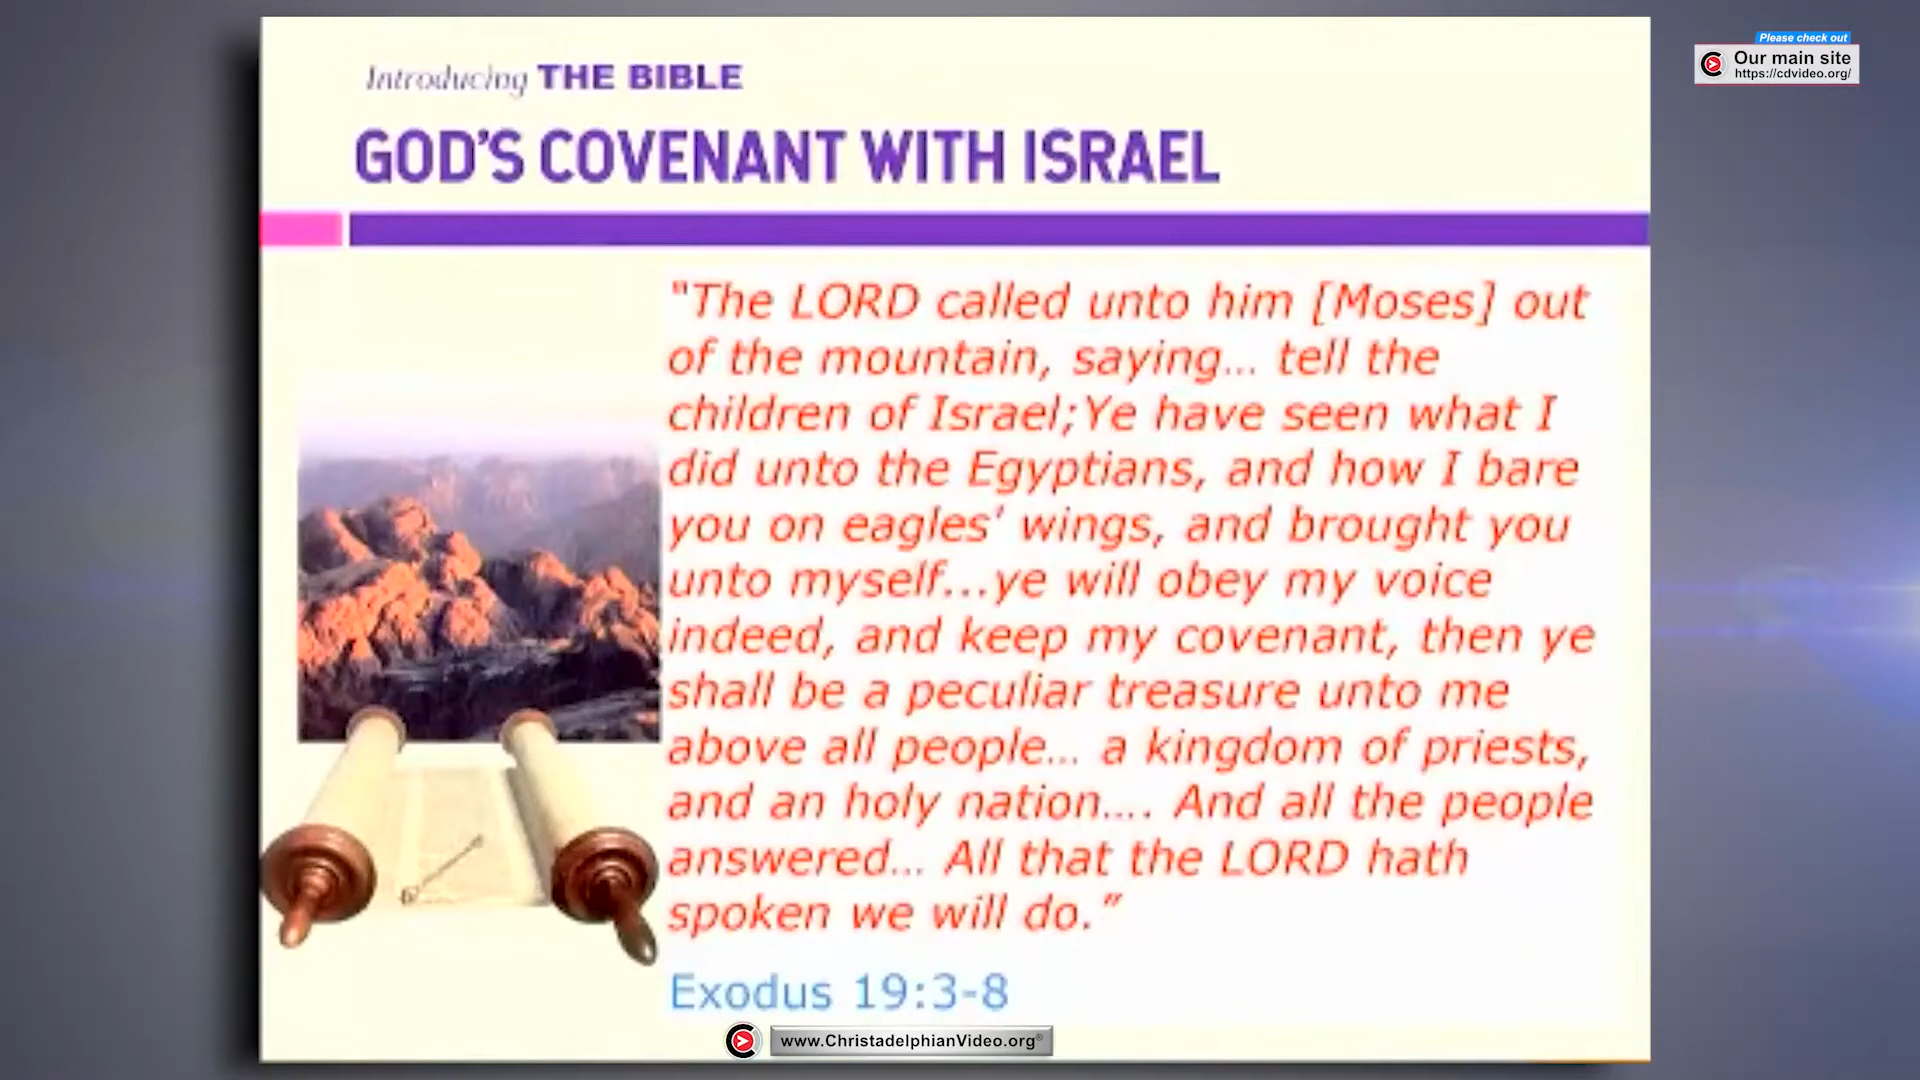 Please check out
Our main site
https://cdvideo.org/
Introducing THE BIBLE
GOD'S COVENANT WITH ISRAEL
"The LORD called unto him [Moses] out
of the mountain, saying... tell the
children of Israel;Ye have seen what I
did unto the Egyptians, and how I bare
you on eagles' wings, and brought you
unto myself...ye will obey my voice
indeed, and keep my covenant, then ye
shall be a peculiar treasure unto me
above all people... a kingdom of priests,
and an holy nation.... And all the people
answered... All that the LORD hath
spoken we will do.”
Exodus 19:3-8
www.ChristadelphianVideo.org®